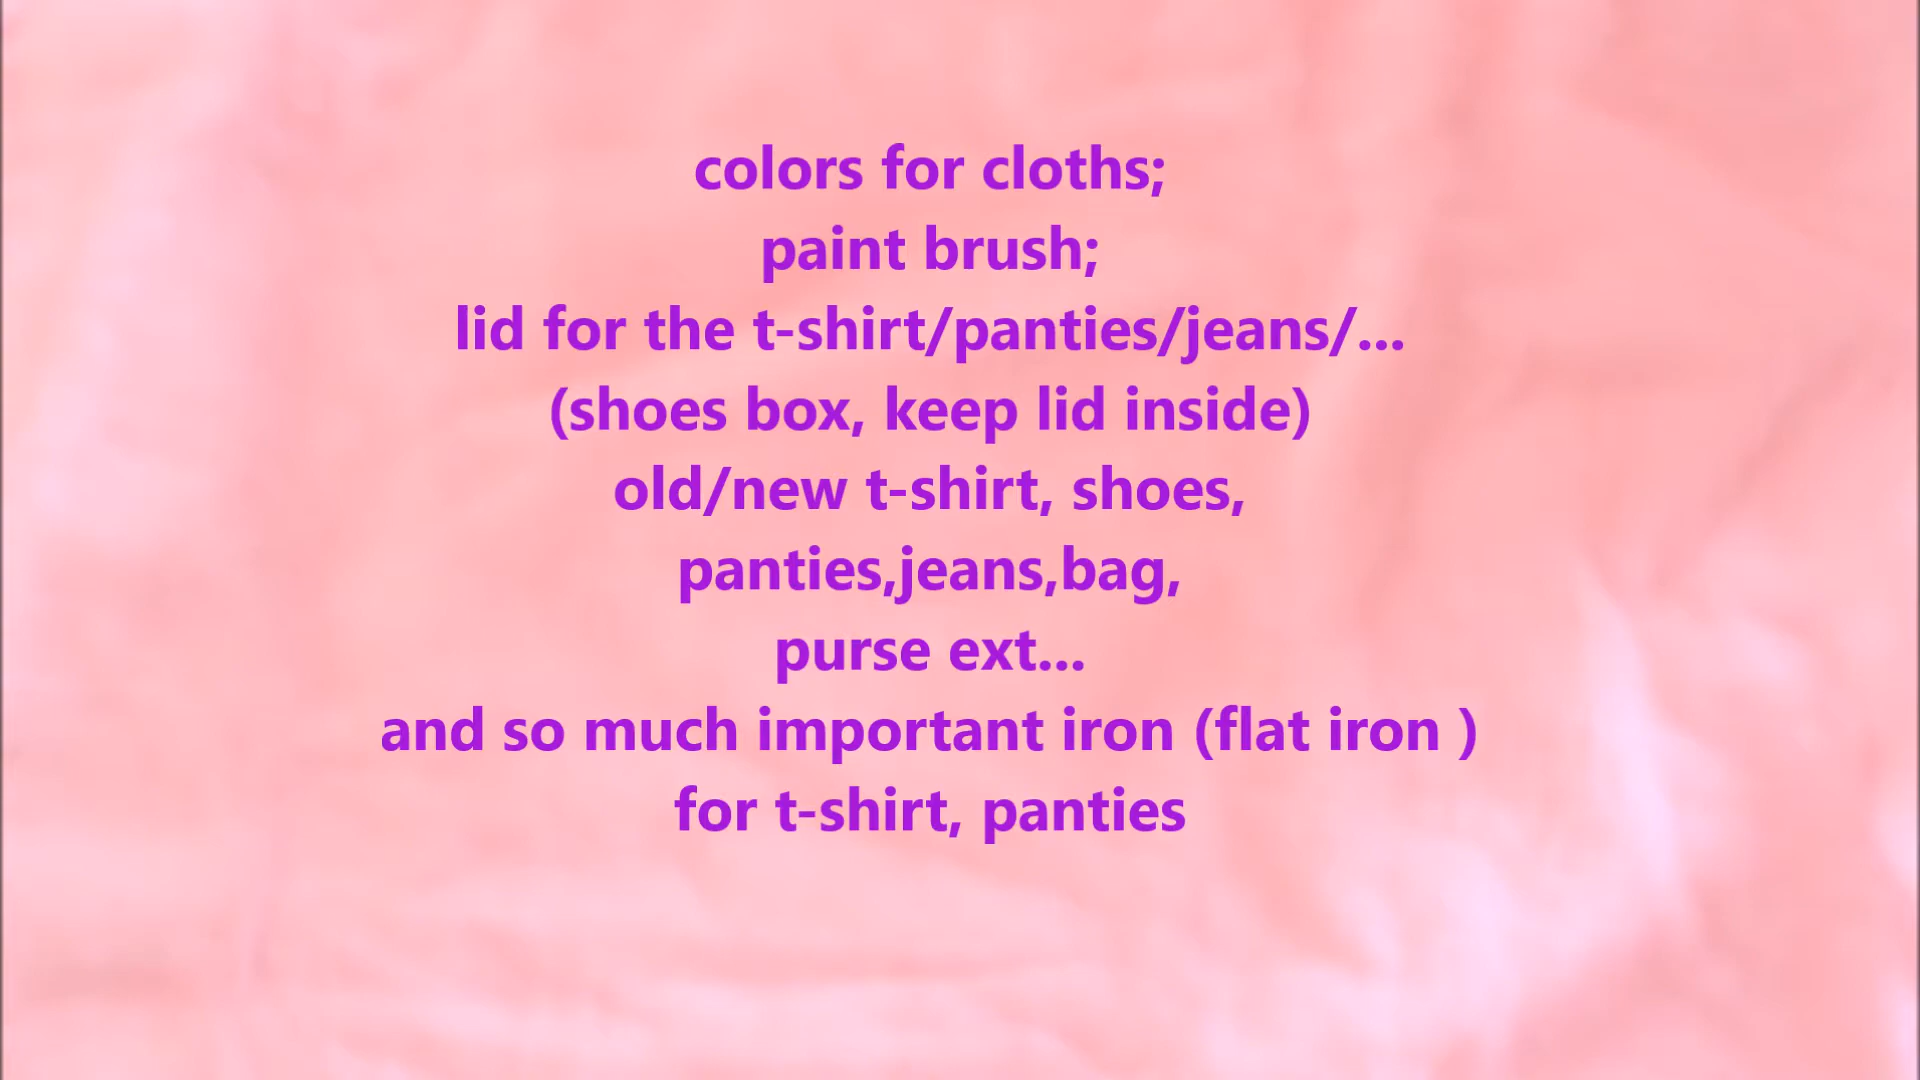 colors for cloths;
paint brush;
lid for the t-shirt/panties/jeans/...
(shoes box, keep lid inside)
old/new t-shirt, shoes,
panties,jeans,bag,
purse ext...
and so much important iron (flat iron )
for t-shirt, panties